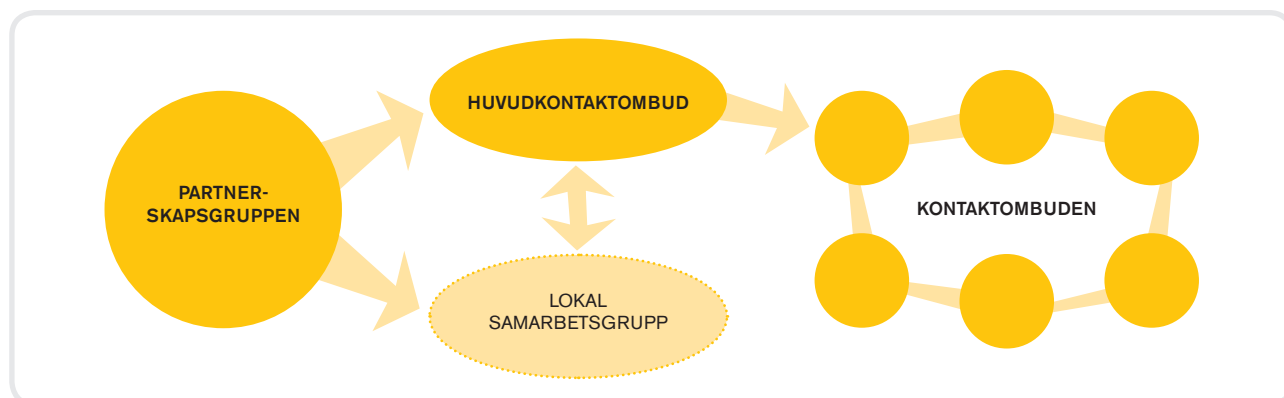 PARTNER-
SKAPSGRUPPEN
HUVUDKONTAKTOMBUD
LOKAL
SAMARBETSGRUPP
KONTAKTOMBUDEN